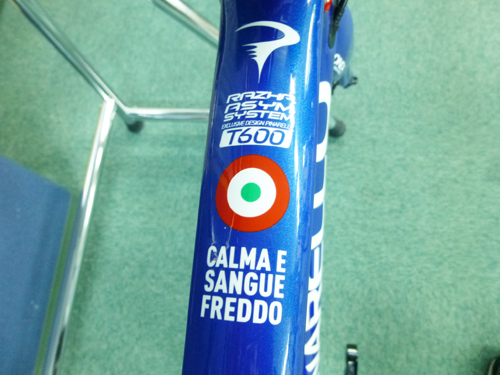 RAZHA
ASYM
SYSTEM
EXCLUSIVE DESIGN PINARELLO
T600
CALMA E
SANGUE
FREDDO